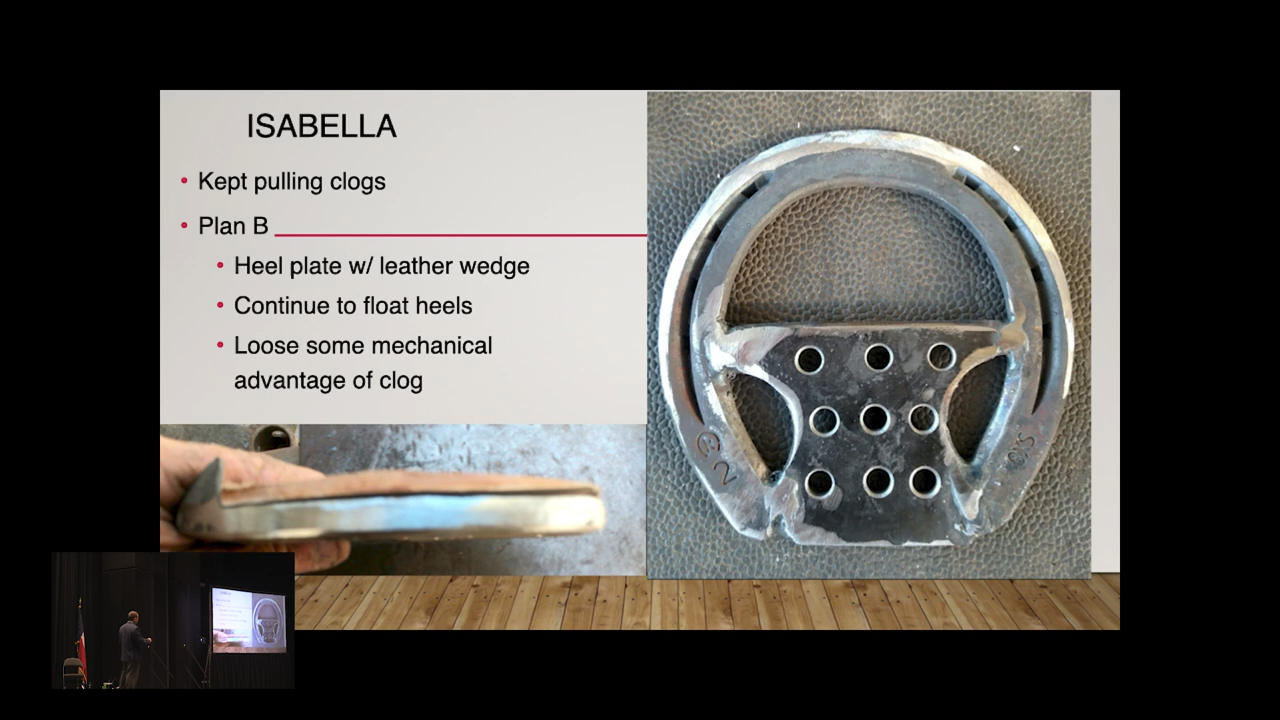 ISABELLA
• Kept pulling clogs
• Plan B
• Heel plate w/ leather wedge
• Continue to float heels
• Loose some mechanical
advantage of clog